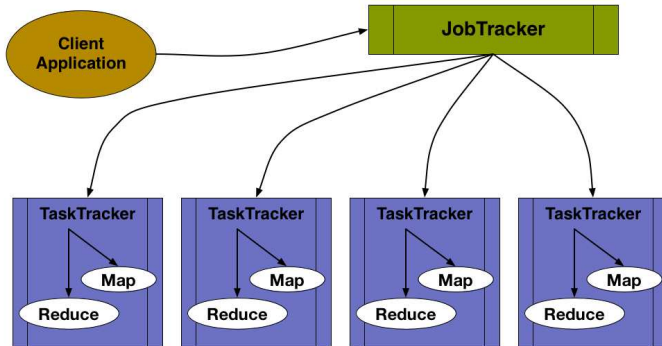 Client
Application
JobTracker
TaskTracker
Map
Reduce
TaskTracker
Map
Reduce
TaskTracker
Map
Reduce
TaskTracker
Map
Reduce